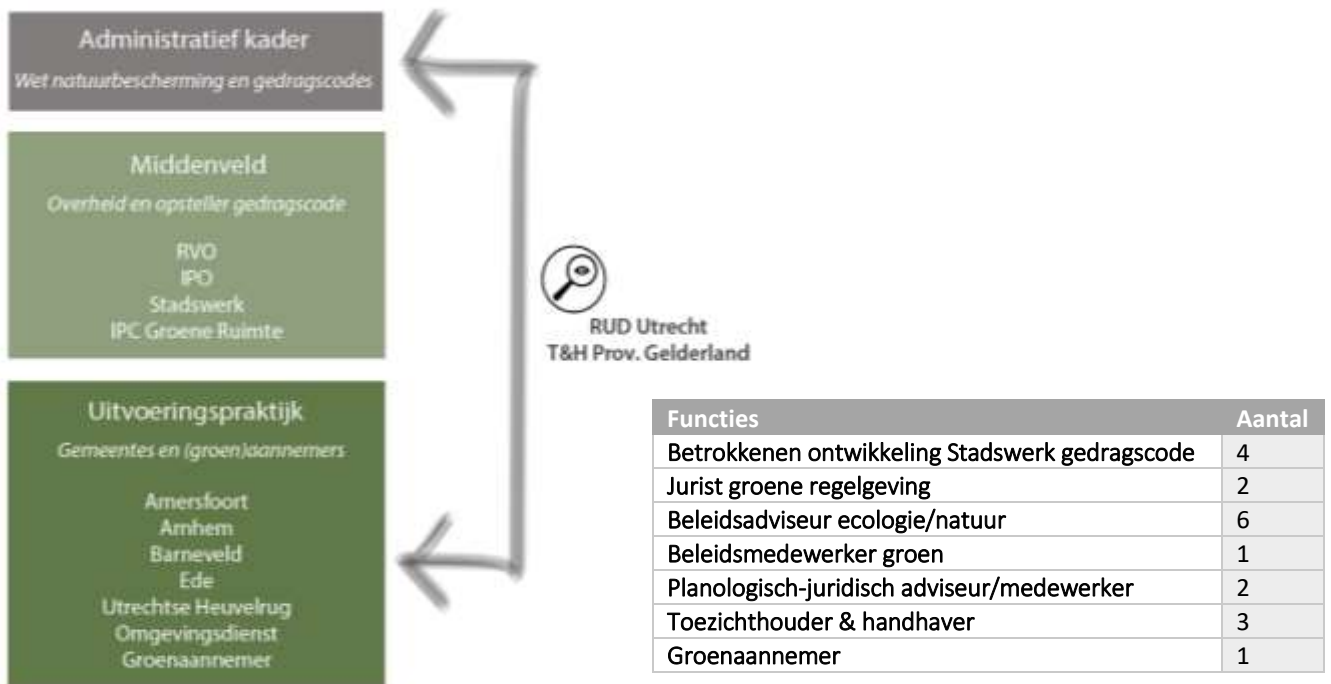 Administratief kader
Wet natuurbescherming en gedragscodes
Middenveld
Overheid en opsteller gedragscode
RVO
IPO
Stadswerk
IPC Groene Ruimte
Uitvoeringspraktijk
Gemeentes en (groen)aannemers
Amersfoort
Arnhem
Barneveld
Ede
Utrechtse Heuvelrug
Omgevingsdienst
Groenaannemer
RUD Utrecht
T&H Prov. Gelderland
Functies Aantal
Betrokkenen ontwikkeling Stadswerk gedragscode 4
Jurist groene regelgeving 2
Beleidsadviseur ecologie/natuur 6
Beleidsmedewerker groen 1
Planologisch-juridisch adviseur/medewerker 2
Toezichthouder & handhaver 3
Groenaannemer 1